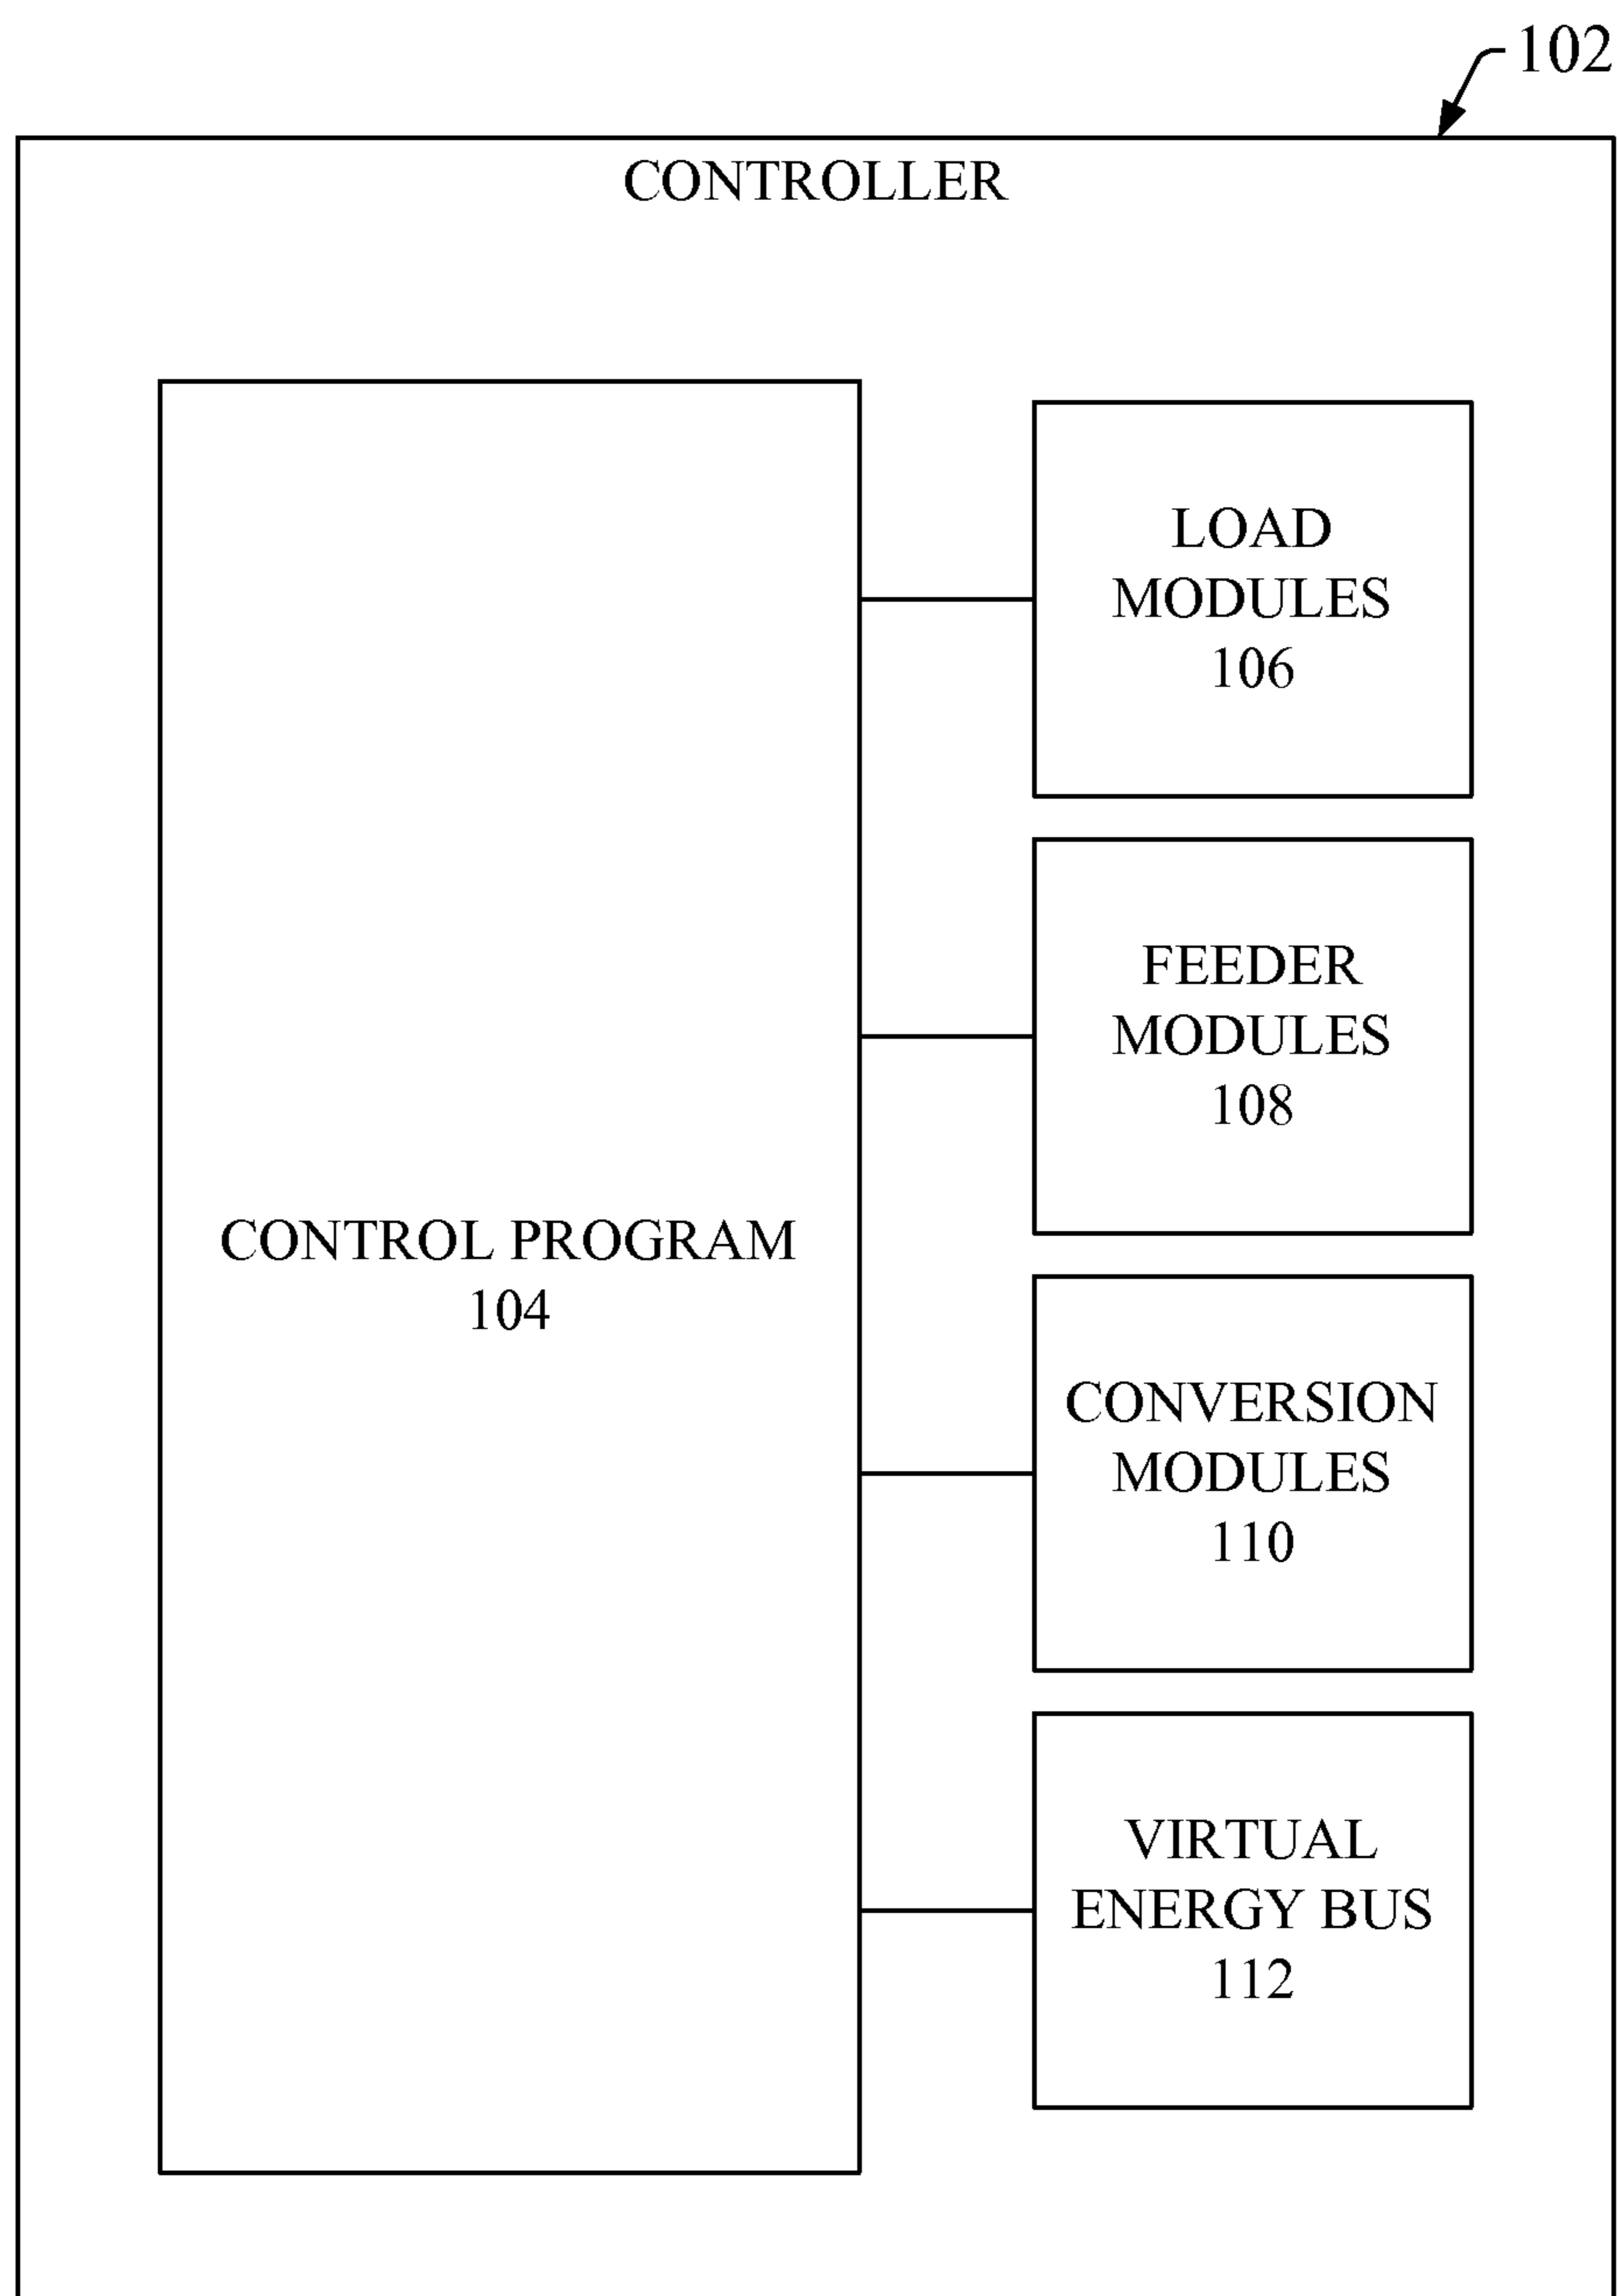 102
CONTROLLER
LOAD
MODULES
106
FEEDER
MODULES
108
CONTROL PROGRAM
104
CONVERSION
MODULES
110
VIRTUAL
ENERGY BUS
112